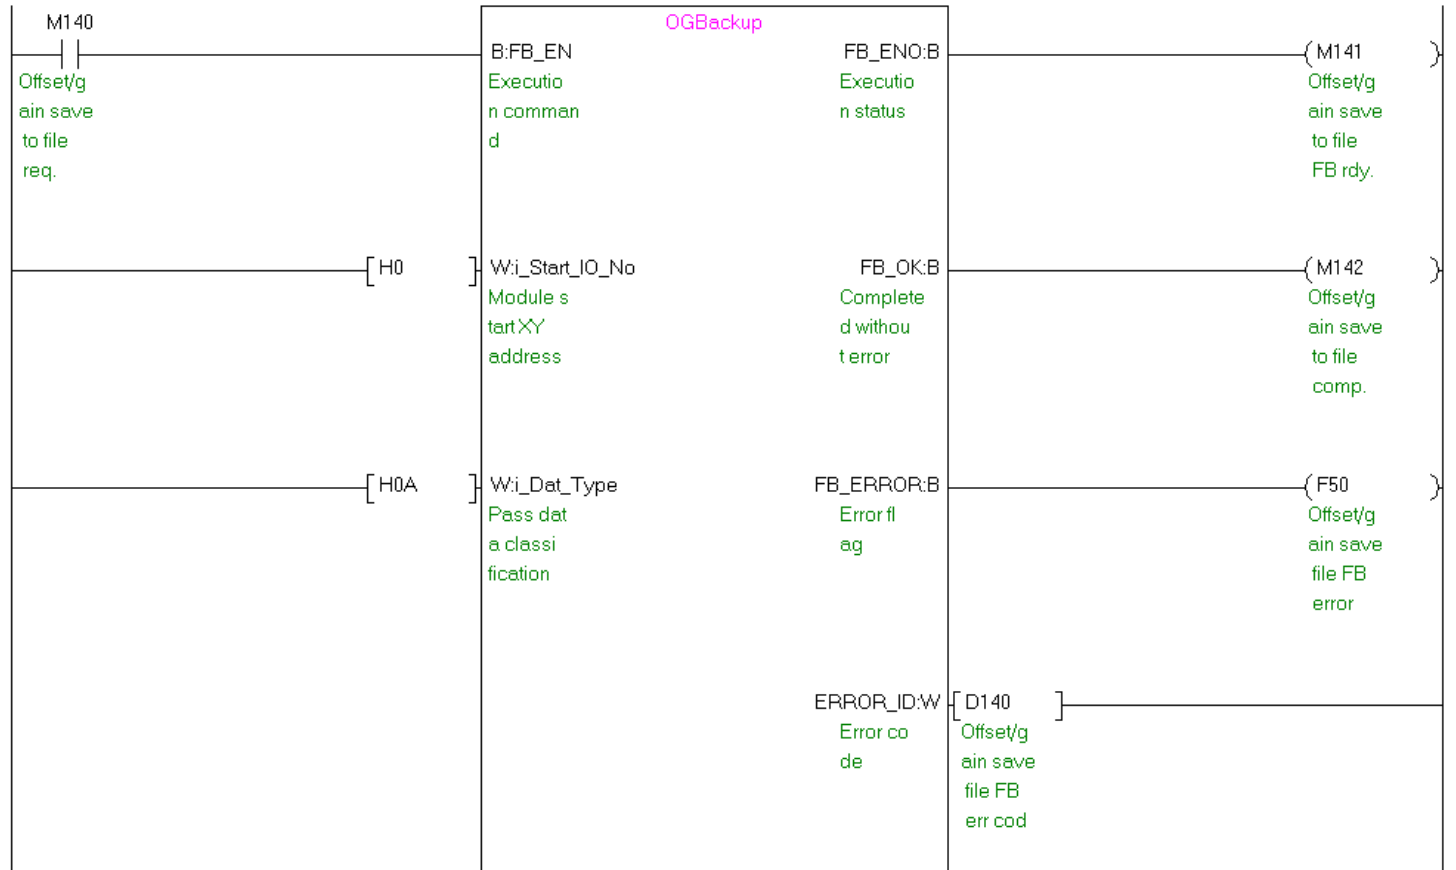 M140
OGBackup
B:FB_EN
FB_ENO:B
M141
Offset/g
ain save
to file
req.
Executio
n comman
d
Executio
n status
Offset/g
ain save
to file
FB rdy.
H0
W:i_Start_IO_No
FB_OK:B
M142
Module s
tart XY
address
Complete
d withou
t error
Offset/g
ain save
to file
comp.
H0A
W:i_Dat_Type
FB_ERROR:B
F50
Pass dat
a classi
fication
Error fl
ag
Offset/g
ain save
file FB
error
ERROR_ID:W
D140
Error co
de
Offset/g
ain save
file FB
err cod